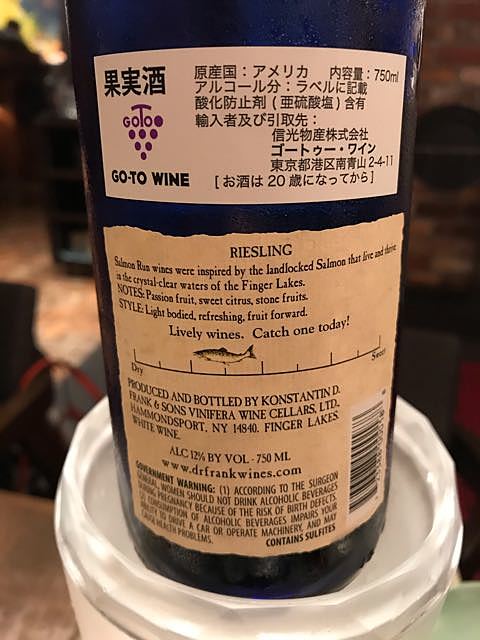 果実酒
原産国：アメリカ　内容量：750ml
アルコール分：ラベルに記載
酸化防止剤(亜硫酸塩)含有
輸入者及び引取先：
信光物産株式会社
ゴートゥー・ワイン
東京都港区南青山 2-4-11
[お酒は20歳になってから]
GoToo
GO-TO WINE
RIESLING
Salmon Run wines were inspired by the landlocked Salmon that live and thrive
in the crystal-clear waters of the Finger Lakes.
NOTES: Passion fruit, sweet citrus, stone fruits.
STYLE: Light bodied, refreshing, fruit forward.
Lively wines. Catch one today!
Dry
Sweet
PRODUCED AND BOTTLED BY KONSTANTIN D.
FRANK & SONS VINIFERA WINE CELLARS, LTD.,
HAMMONDSPORT, NY 14840. FINGER LAKES
WHITE WINE.
ALC 12% BY VOL - 750 ML
www.drfrankwines.com
GOVERNMENT WARNING: (1) ACCORDING TO THE SURGEON
GENERAL, WOMEN SHOULD NOT DRINK ALCOHOLIC BEVERAGES
DURING PREGNANCY BECAUSE OF THE RISK OF BIRTH DEFECTS.
CONSUMPTION OF ALCOHOLIC BEVERAGES IMPAIRS YOUR
ABILITY TO DRIVE A CAR OR OPERATE MACHINERY, AND MAY
CAUSE HEALTH PROBLEMS.
CONTAINS SULFITES